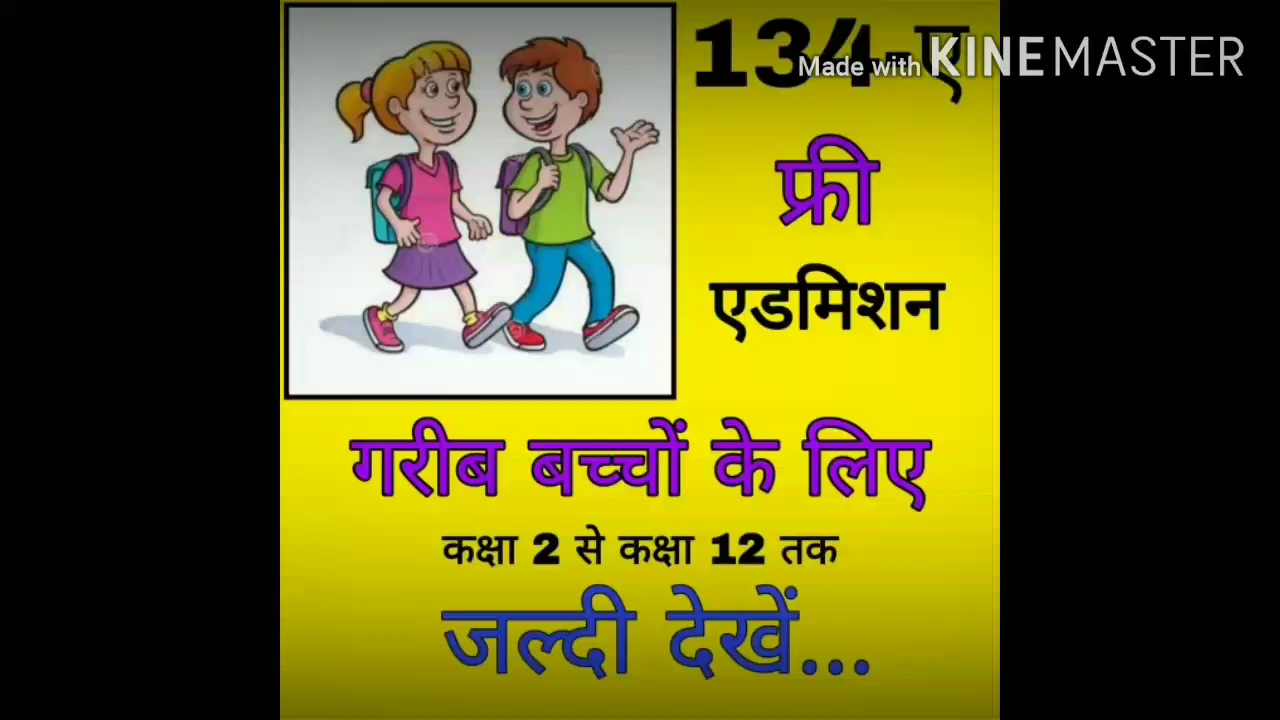 134-ए
Made with KINEMASTER
फ्री
एडमिशन
गरीब बच्चों के लिए
कक्षा 2 से कक्षा 12 तक
जल्दी देखें...